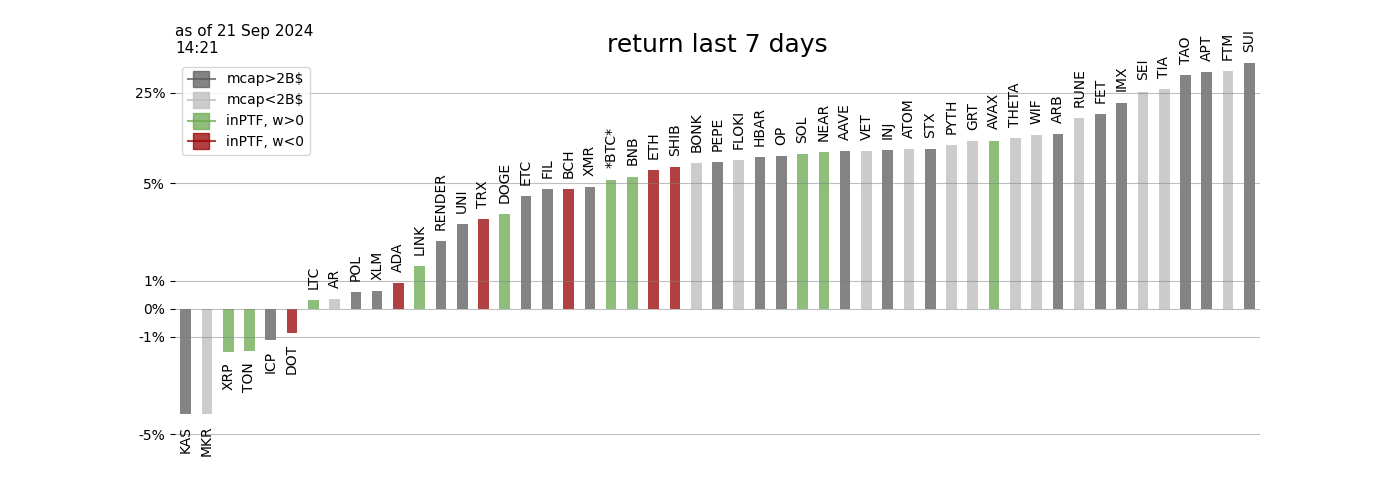 as of 21 Sep 2024
14:21
return last 7 days
mcap>2B$
mcap<2B$
inPTF, w>0
inPTF, w<0
25%
5%
1%
0%
-1%
-5%
KAS
MKR
XRP
TON
ICP
DOT
LTC
AR
POL
XLM
ADA
LINK
RENDER
UNI
TRX
DOGE
ETC
FIL
BCH
XMR
*BTC*
BNB
ETH
SHIB
BONK
PEPE
FLOKI
HBAR
OP
SOL
NEAR
AAVE
VET
INJ
ATOM
STX
PYTH
GRT
AVAX
THETA
WIF
ARB
RUNE
FET
IMX
SEI
TIA
TAO
APT
FTM
SUI